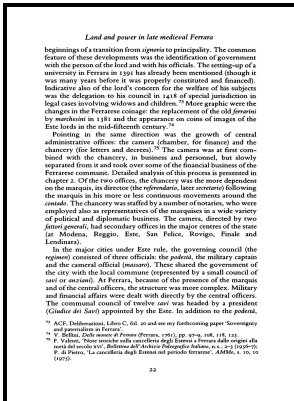 Land and power in late medieval Ferrara
beginnings of a transition from signoria to principality. The common
feature of these developments was the identification of government
with the person of the lord and with his officials. The setting-up of a
university in Ferrara in 1391 has already been mentioned (though it
was many years before it was properly constituted and financed).
Indicative also of the lord's concern for the welfare of his subjects
was the delegation to his council in 1418 of special jurisdiction in
legal cases involving widows and children.73 More graphic were the
changes in the Ferrarese coinage: the replacement of the old ferrarini
by marchesini in 1381 and the appearance on coins of images of the
Este lords in the mid-fifteenth century.74
Pointing in the same direction was the growth of central
administrative offices: the camera (chamber, for finance) and the
chancery (for letters and decrees).75 The camera was at first com-
bined with the chancery, in business and personnel, but slowly
separated from it and took over some of the financial business of the
Ferrarese commune. Detailed analysis of this process is presented in
chapter 2. Of the two offices, the chancery was the more dependent
on the marquis, its director (the referendario, later secretario) following
the marquis in his more or less continuous movements around the
contado. The chancery was staffed by a number of notaries, who were
employed also as representatives of the marquises in a wide variety
of political and diplomatic business. The camera, directed by two
fattori generali, had secondary offices in the major centres of the state
(at Modena, Reggio, Este, San Felice, Rovigo, Finale and
Lendinara).
In the major cities under Este rule, the governing council (the
regimen) consisted of three officials: the podestà, the military captain
and the cameral official (massaro). These shared the government of
the city with the local commune (represented by a small council of
savi or anziani). At Ferrara, because of the presence of the marquis
and of the central officers, the structure was more complex. Military
and financial affairs were dealt with directly by the central officers.
The communal council of twelve savi was headed by a president
(Giudice dei Savi) appointed by the Este. In addition to the podestà,
73 ACF, Deliberazioni, Libro C, fol. 20 and see my forthcoming paper 'Sovereignty
and paternalism in Ferrara'.
74 V. Bellini, Delle monete di Ferrara (Ferrara, 1761), pp. 97–9, 108, 118, 123.
75 F. Valenti, 'Note storiche sulla cancelleria degli Estensi a Ferrara dalle origini alla
metà del secolo XVI', Bullettino dell'Archivio Paleografico Italiano, n.s., 2–3 (1956–7);
P. di Pietro, 'La cancelleria degli Estensi nel periodo ferrarese', AMMo, s. 10, 10
(1975).
22